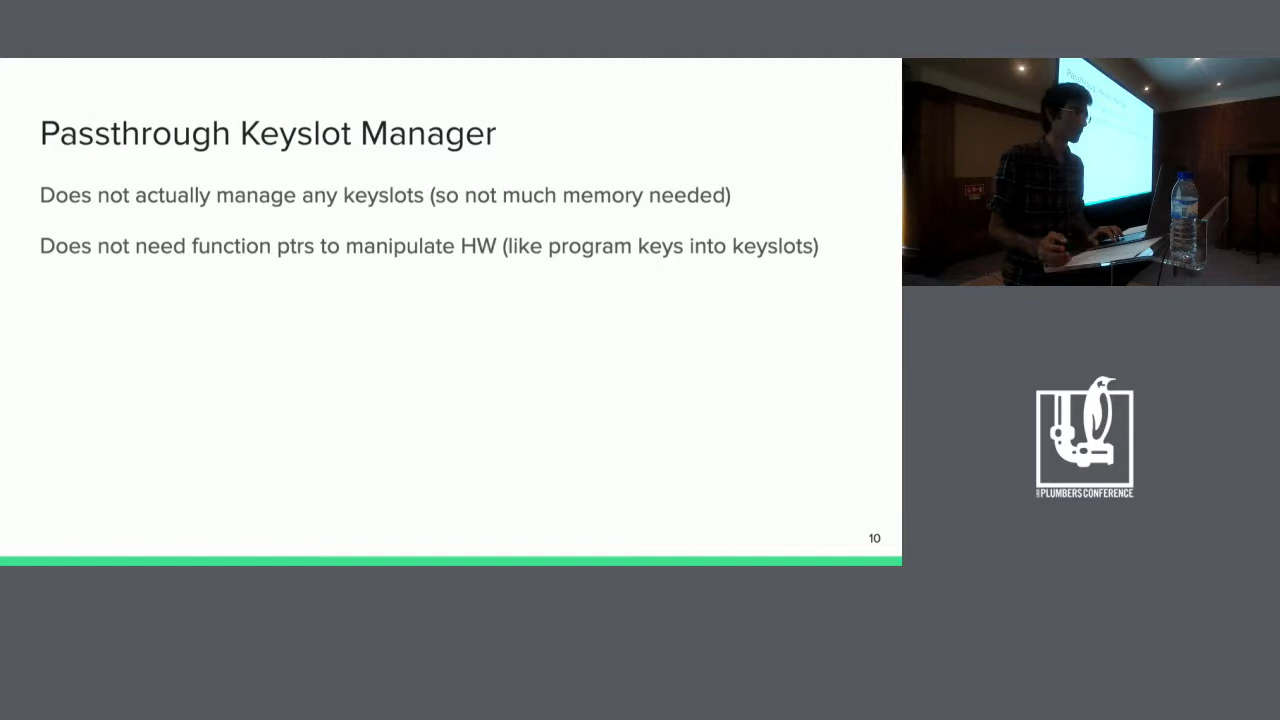 Passthrough Keyslot Manager
Does not actually manage any keyslots (so not much memory needed)
Does not need function ptrs to manipulate HW (like program keys into keyslots)
10
PLUMBERS CONFERENCE